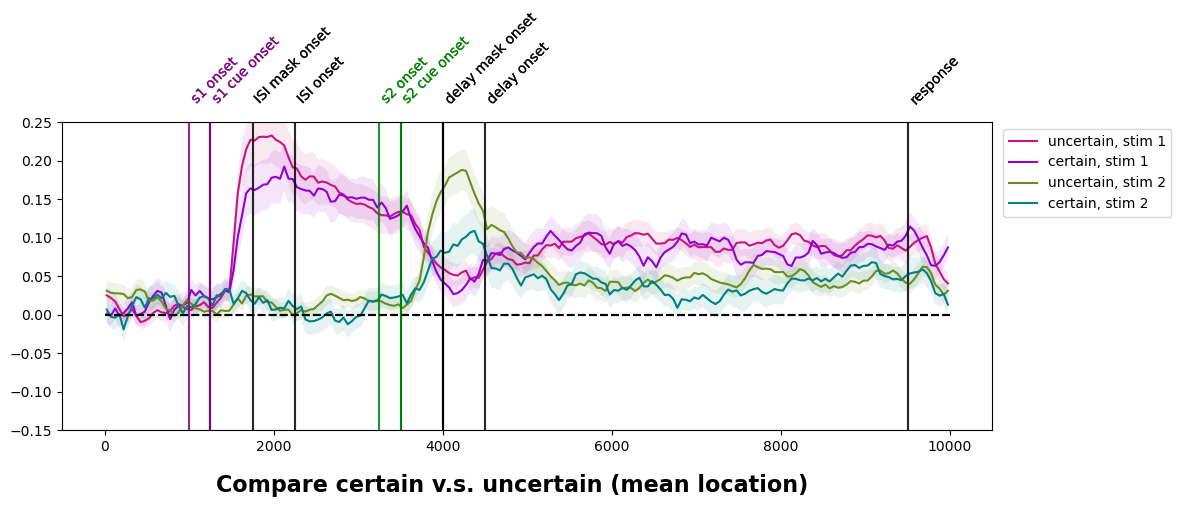 s1 onset
s1 cue onset
ISI mask onset
ISI onset
s2 onset
s2 cue onset
delay mask onset
delay onset
response
0.25
0.20
0.15
0.10
0.05
0.00
−0.05
−0.10
−0.15
0
2000
4000
6000
8000
10000
uncertain, stim 1
certain, stim 1
uncertain, stim 2
certain, stim 2
Compare certain v.s. uncertain (mean location)